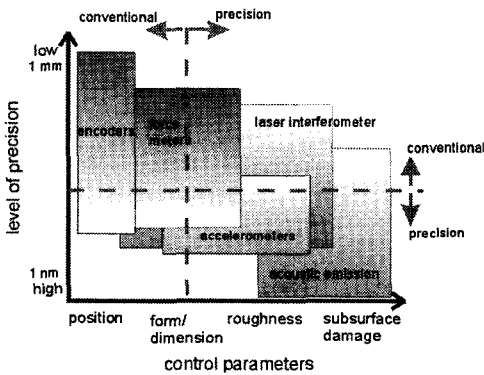 conventional
precision
low
1 mm
encoders
force
meters
laser interferometer
conventional
precision
level of precision
accelerometers
1 nm
high
acoustic emission
position
form/
dimension
roughness
subsurface
damage
control parameters